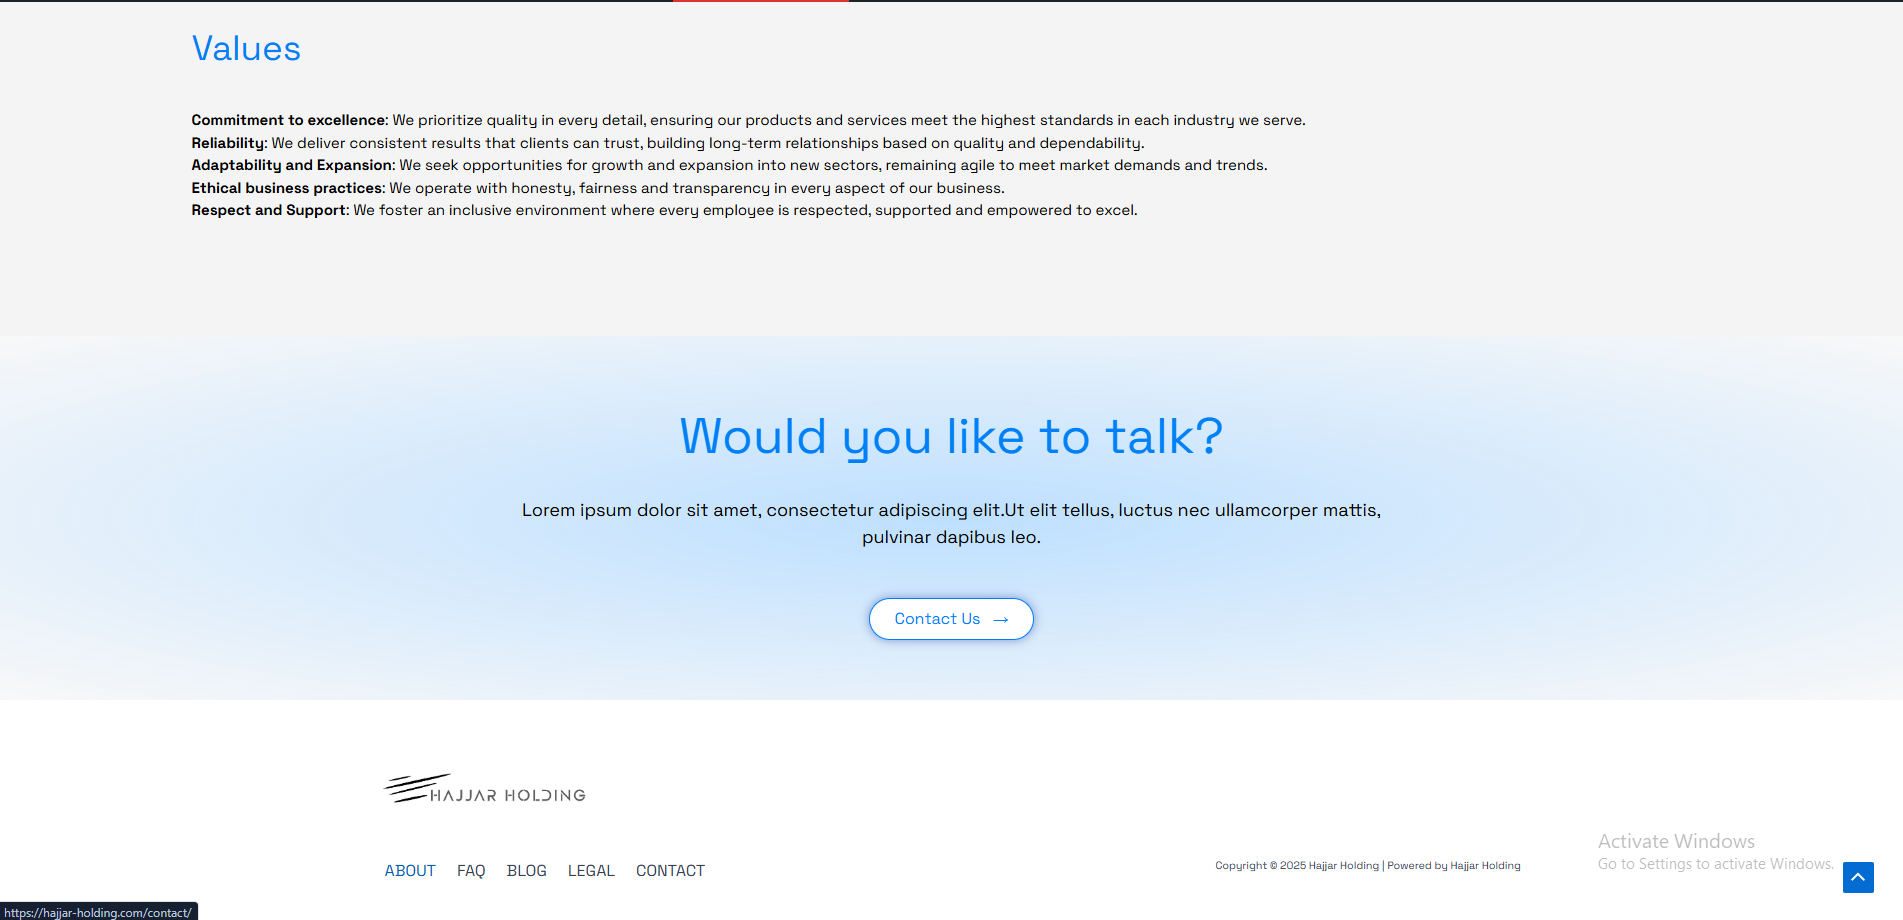 Values
Commitment to excellence: We prioritize quality in every detail, ensuring our products and services meet the highest standards in each industry we serve.
Reliability: We deliver consistent results that clients can trust, building long-term relationships based on quality and dependability.
Adaptability and Expansion: We seek opportunities for growth and expansion into new sectors, remaining agile to meet market demands and trends.
Ethical business practices: We operate with honesty, fairness and transparency in every aspect of our business.
Respect and Support: We foster an inclusive environment where every employee is respected, supported and empowered to excel.
Would you like to talk?
Lorem ipsum dolor sit amet, consectetur adipiscing elit.Ut elit tellus, luctus nec ullamcorper mattis,
pulvinar dapibus leo.
Contact Us →
HAJJAR HOLDING
ABOUT FAQ BLOG LEGAL CONTACT
Copyright © 2025 Hajjar Holding | Powered by Hajjar Holding
Activate Windows
Go to Settings to activate Windows.
https://hajjar-holding.com/contact/